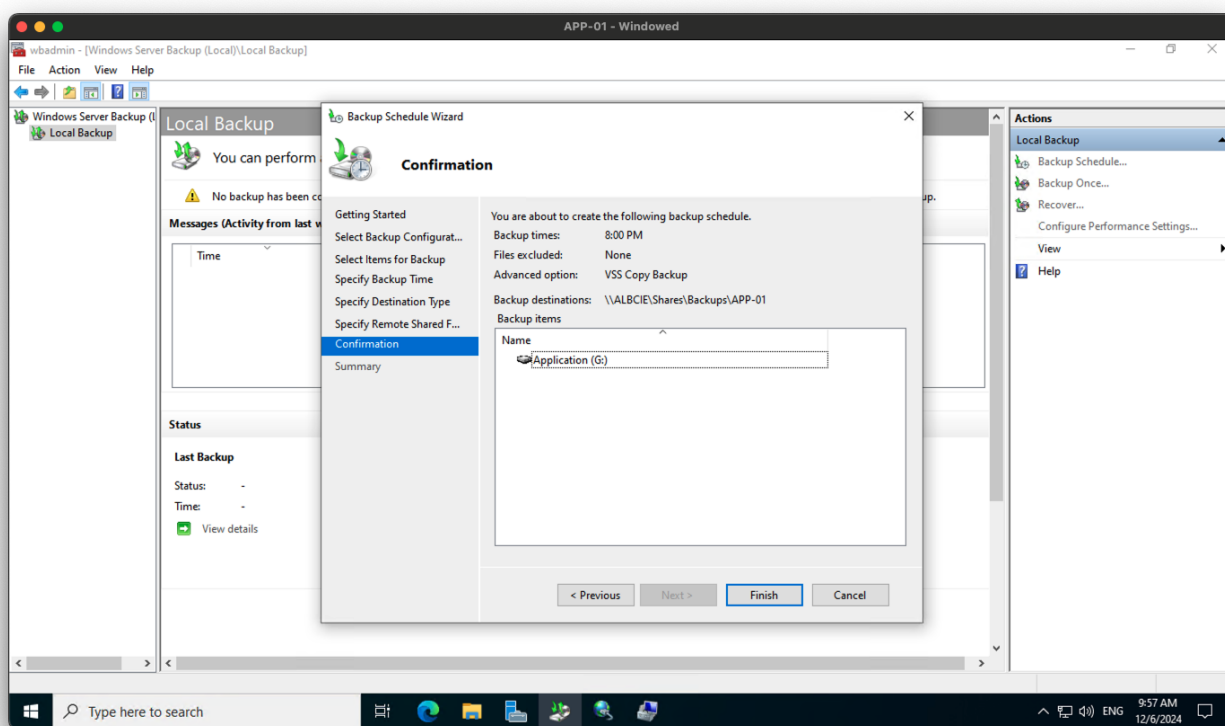 APP-01 - Windowed
wbadmin - [Windows Server Backup (Local)\Local Backup]
File Action View Help
Windows Server Backup (L
Local Backup
Local Backup
You can perform
No backup has been co
up.
Messages (Activity from last w
Time
Status
Last Backup
Status: -
Time: -
View details
Backup Schedule Wizard
Confirmation
Getting Started
Select Backup Configurat...
Select Items for Backup
Specify Backup Time
Specify Destination Type
Specify Remote Shared F...
Confirmation
Summary
You are about to create the following backup schedule.
Backup times: 8:00 PM
Files excluded: None
Advanced option: VSS Copy Backup
Backup destinations: \\ALBCIE\Shares\Backups\APP-01
Backup items
Name
Application (G:)
< Previous
Next >
Finish
Cancel
Actions
Local Backup
Backup Schedule...
Backup Once...
Recover...
Configure Performance Settings...
View
Help
Type here to search
ENG
9:57 AM
12/6/2024